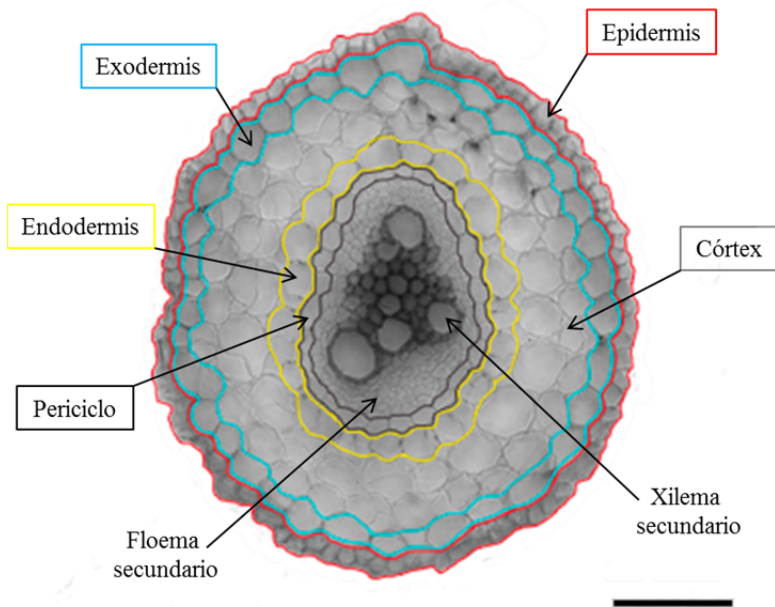 Epidermis
Exodermis
Endodermis
Córtex
Periciclo
Xilema
secundario
Floema
secundario